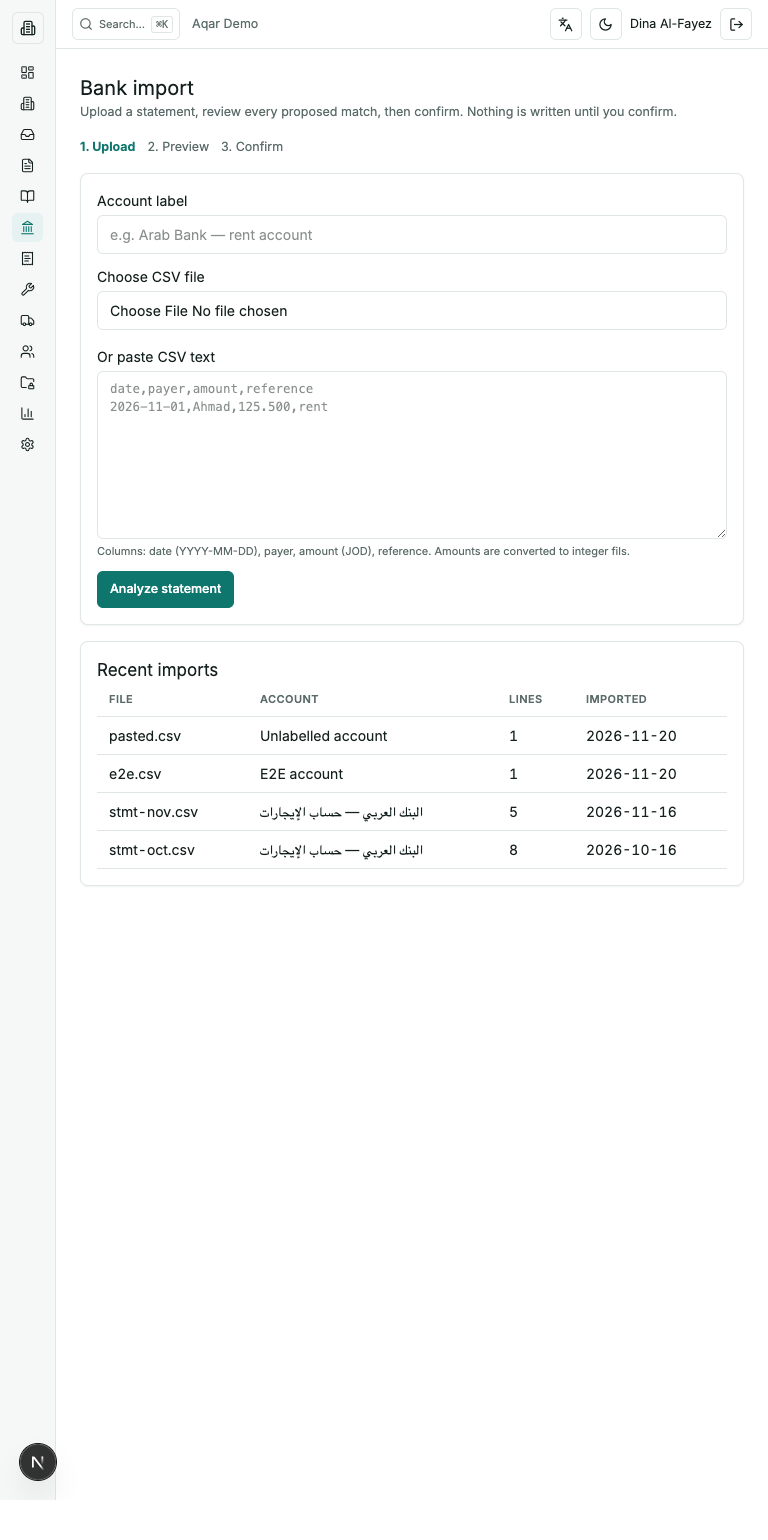 Search... ⌘K Aqar Demo Dina Al-Fayez
Bank import
Upload a statement, review every proposed match, then confirm. Nothing is written until you confirm.
1. Upload 2. Preview 3. Confirm
Account label
e.g. Arab Bank — rent account
Choose CSV file
Choose File No file chosen
Or paste CSV text
date,payer,amount,reference
2026-11-01,Ahmad,125.500,rent
Columns: date (YYYY-MM-DD), payer, amount (JOD), reference. Amounts are converted to integer fils.
Analyze statement
Recent imports
FILE ACCOUNT LINES IMPORTED
pasted.csv Unlabelled account 1 2026-11-20
e2e.csv E2E account 1 2026-11-20
stmt-nov.csv البنك العربي — حساب الإيجارات 5 2026-11-16
stmt-oct.csv البنك العربي — حساب الإيجارات 8 2026-10-16
N